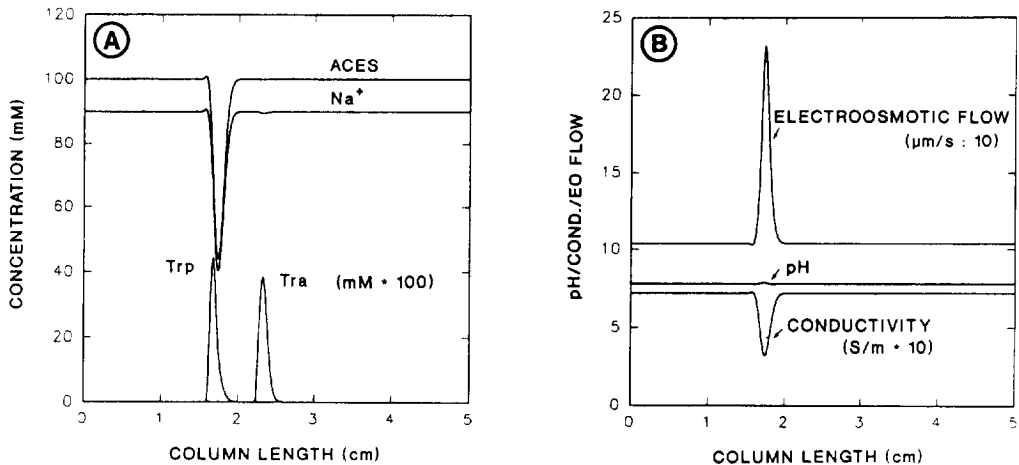 A
CONCENTRATION (mM)
120
100
80
60
40
20
0
ACES
Na+
Trp
Tra (mM * 100)
0 1 2 3 4 5
COLUMN LENGTH (cm)
B
pH/COND./EO FLOW
25
20
15
10
5
0
ELECTROOSMOTIC FLOW
(µm/s : 10)
pH
CONDUCTIVITY
(S/m * 10)
0 1 2 3 4 5
COLUMN LENGTH (cm)